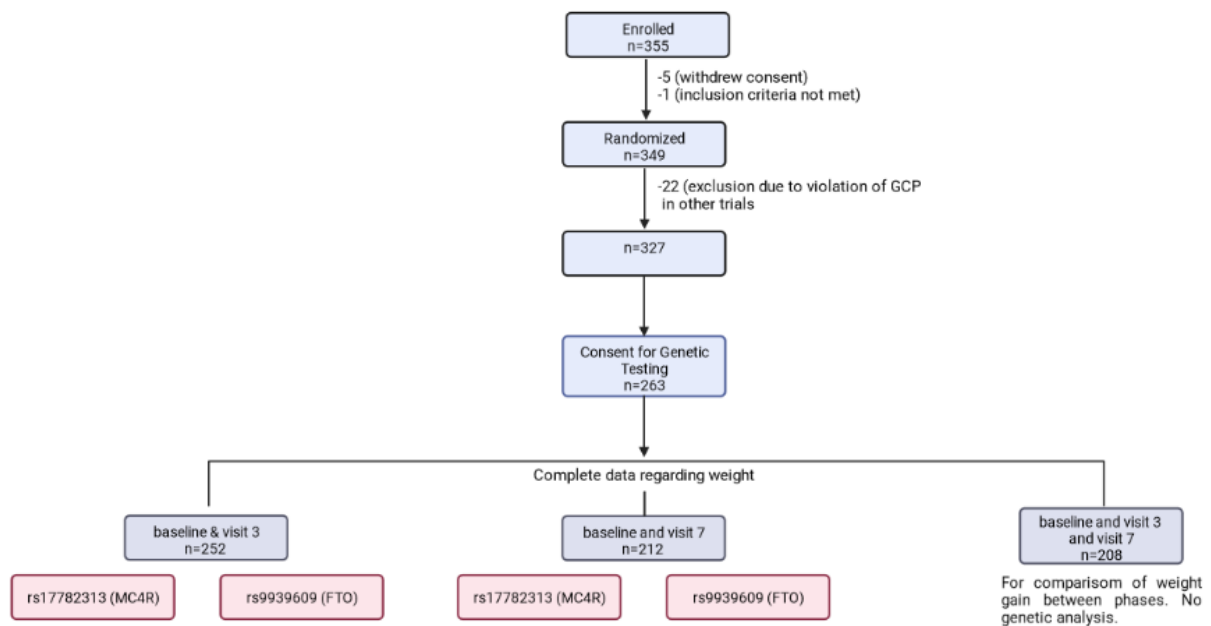 Enrolled
n=355
-5 (withdrew consent)
-1 (inclusion criteria not met)
Randomized
n=349
-22 (exclusion due to violation of GCP
in other trials
n=327
Consent for Genetic
Testing
n=263
Complete data regarding weight
baseline & visit 3
n=252
baseline and visit 7
n=212
baseline and visit 3
and visit 7
n=208
rs17782313 (MC4R)
rs9939609 (FTO)
rs17782313 (MC4R)
rs9939609 (FTO)
For comparisom of weight
gain between phases. No
genetic analysis.